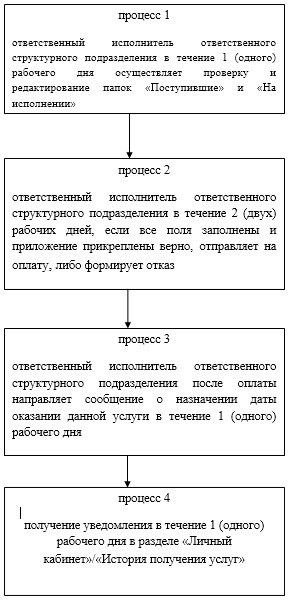 процесс 1
ответственный исполнитель ответственного
структурного подразделения в течение 1 (одного)
рабочего дня осуществляет проверку и
редактирование папок «Поступившие» и «На
исполнении»
процесс 2
ответственный исполнитель ответственного
структурного подразделения в течение 2 (двух)
рабочих дней, если все поля заполнены и
приложение прикреплены верно, отправляет на
оплату, либо формирует отказ
процесс 3
ответственный исполнитель ответственного
структурного подразделения после оплаты
направляет сообщение о назначении даты
оказании данной услуги в течение 1 (одного)
рабочего дня
процесс 4
получение уведомления в течение 1 (одного)
рабочего дня в разделе «Личный
кабинет»/«История получения услуг»